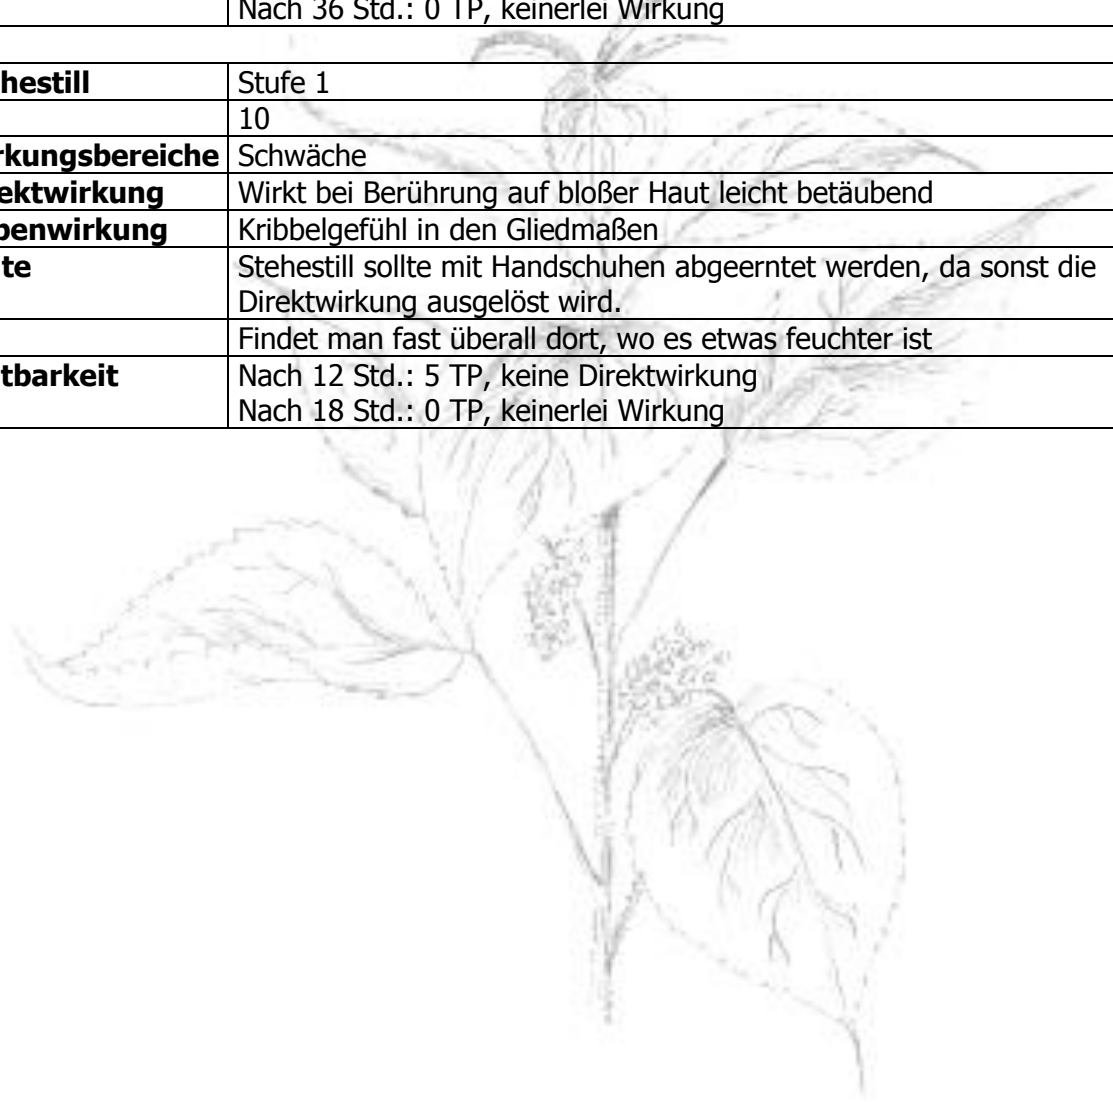 Nach 36 Std.: 0 TP, keinerlei Wirkung
hestill Stufe 1
10
rkungsbereiche Schwäche
ektwirkung Wirkt bei Berührung auf bloßer Haut leicht betäubend
benwirkung Kribbelgefühl in den Gliedmaßen
te Stehestill sollte mit Handschuhen abgeerntet werden, da sonst die
Direktwirkung ausgelöst wird.
Findet man fast überall dort, wo es etwas feuchter ist
tbarkeit Nach 12 Std.: 5 TP, keine Direktwirkung
Nach 18 Std.: 0 TP, keinerlei Wirkung